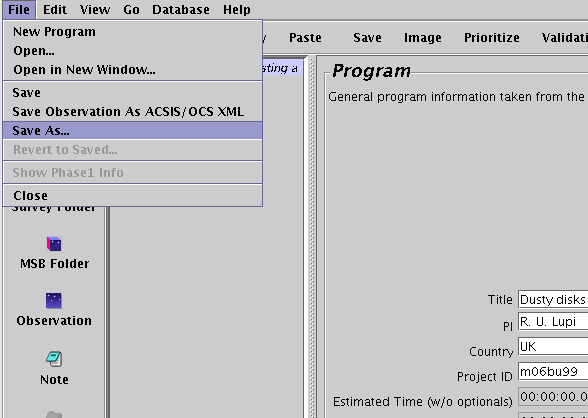 File Edit View Go Database Help
New Program
Open...
Open in New Window...
Save
Save Observation As ACSIS/OCS XML
Save As...
Revert to Saved...
Show Phase1 Info
Close
Survey Folder
MSB Folder
Observation
Note
Paste Save Image Prioritize Validati
sting a
Program
General program information taken from the
Title Dusty disks
PI R. U. Lupi
Country UK
Project ID m06bu99
Estimated Time (w/o optionals) 00:00:00.0